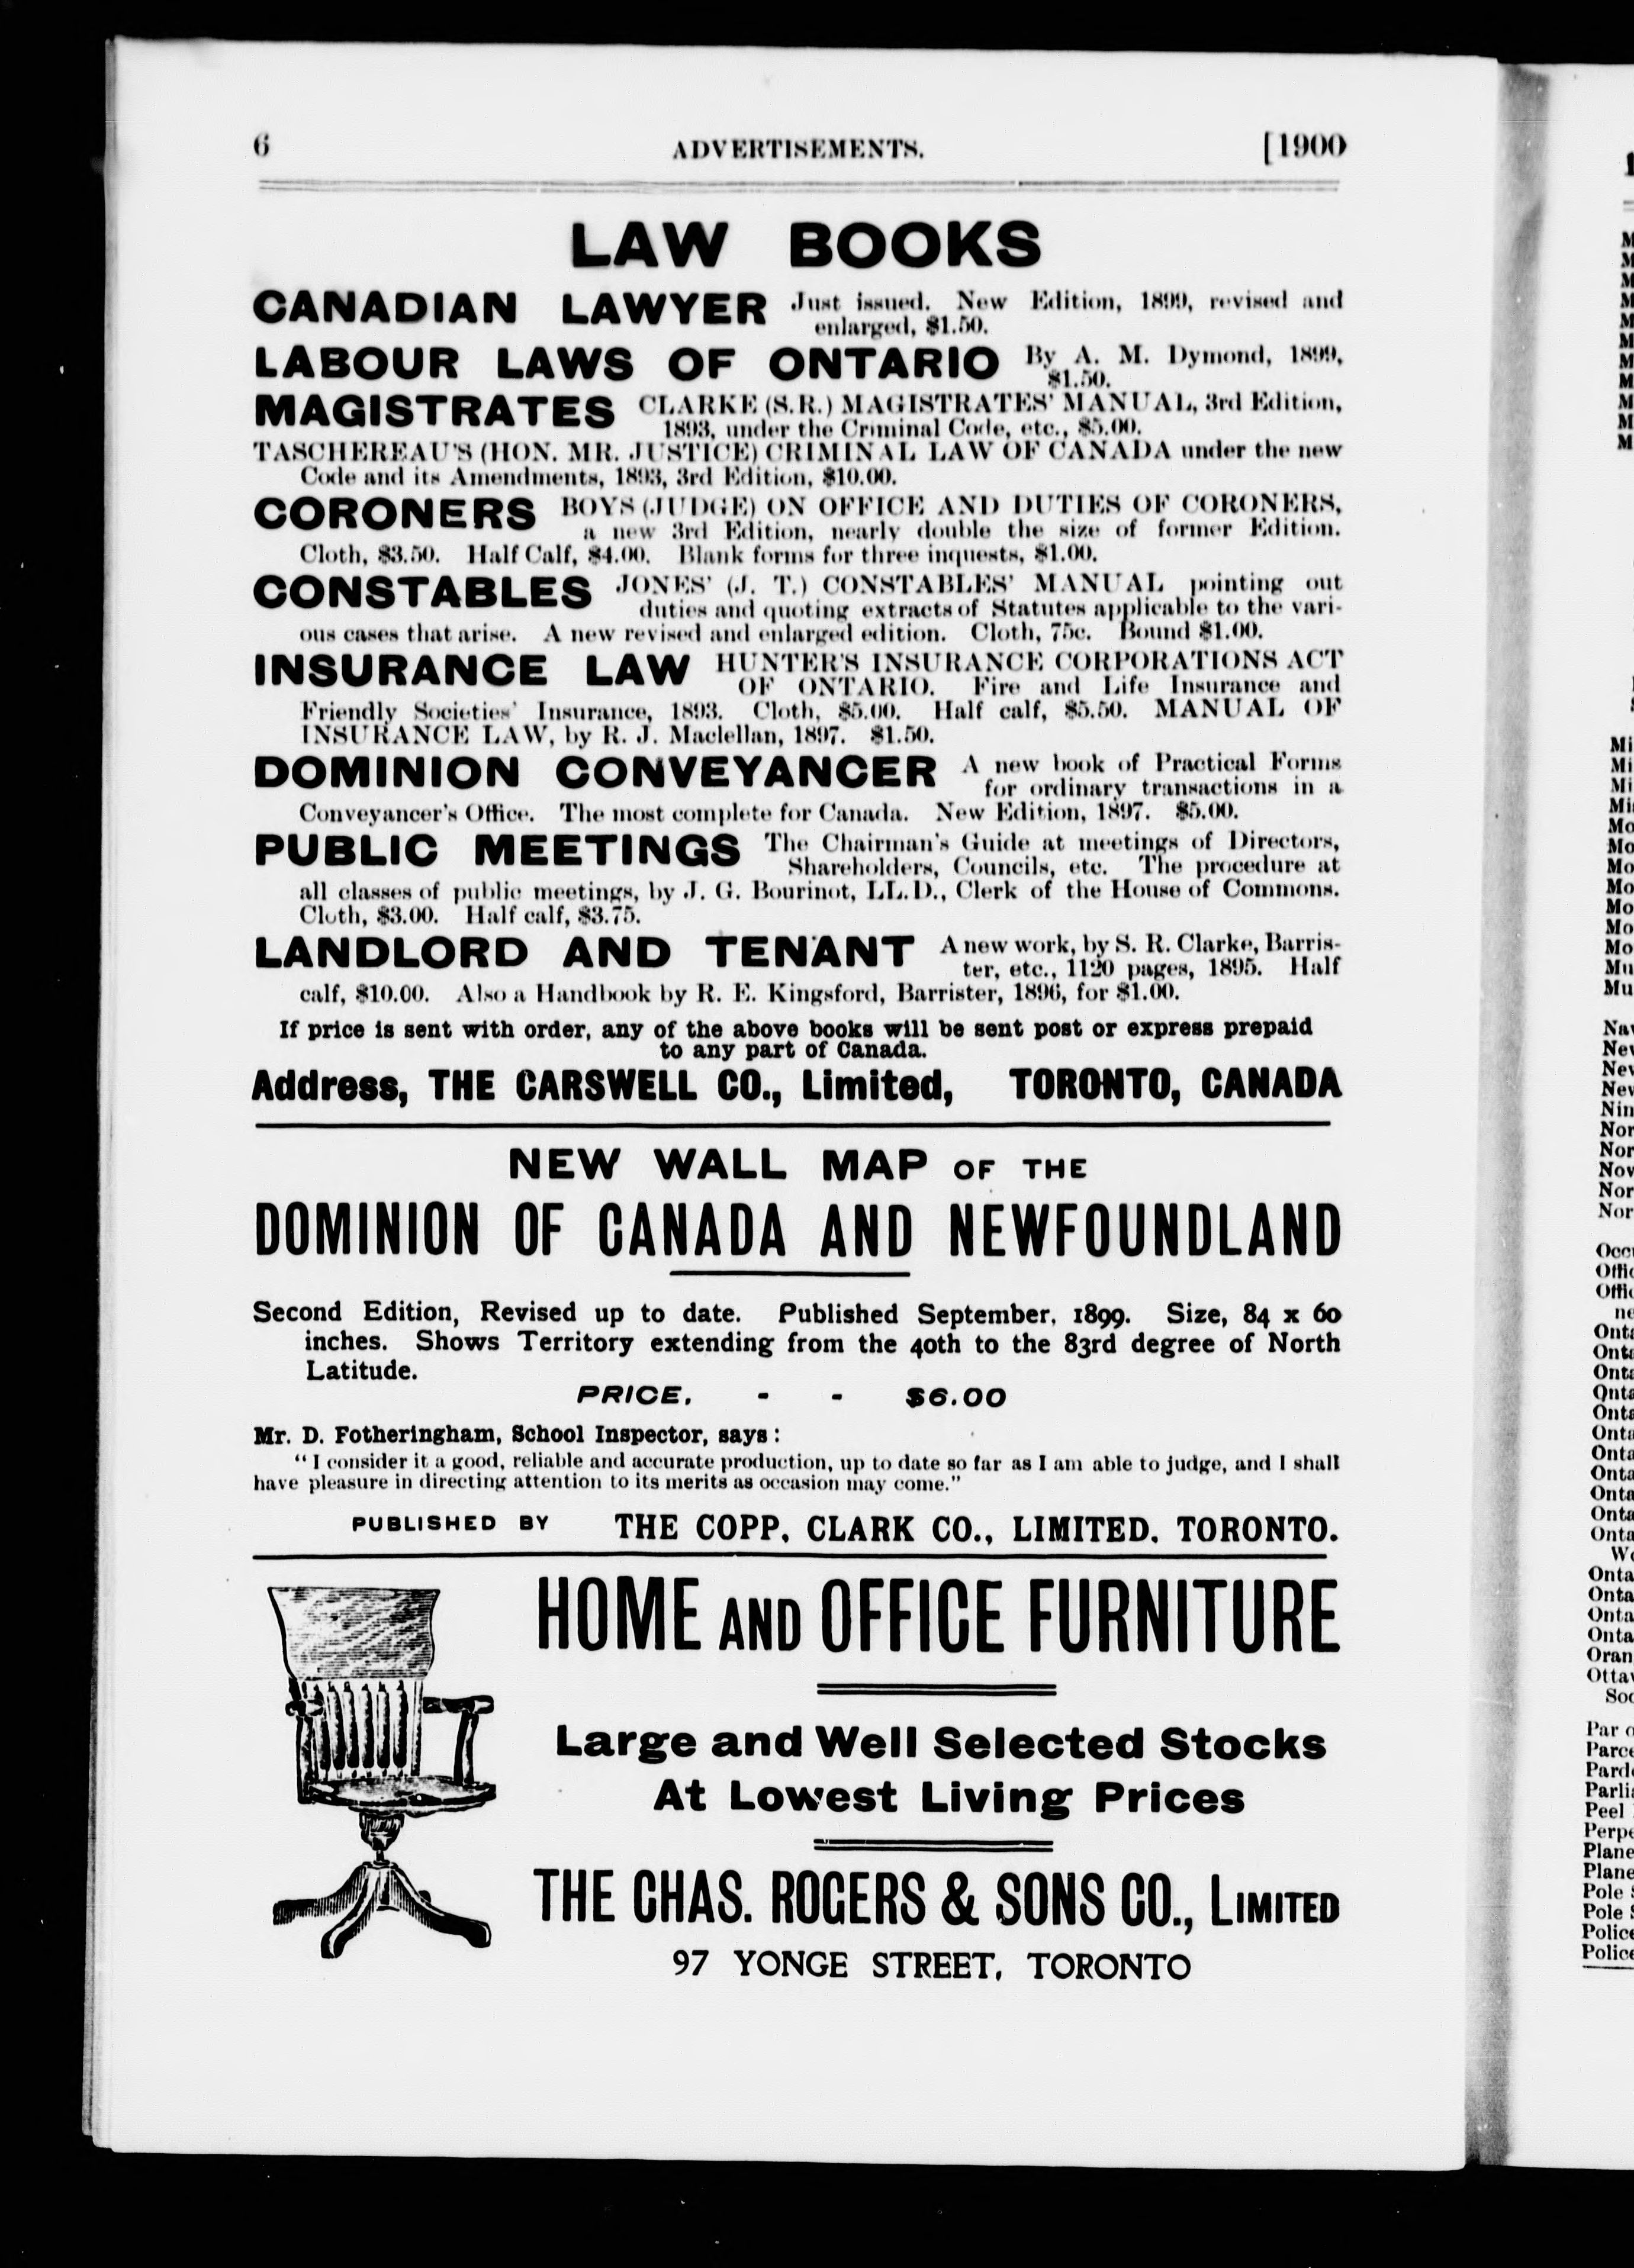 6 ADVERTISEMENTS. [1900
LAW BOOKS
CANADIAN LAWYER Just issued. New Edition, 1899, revised and
enlarged, $1.50.
LABOUR LAWS OF ONTARIO By A. M. Dymond, 1899,
$1.50.
MAGISTRATES CLARKE (S.R.) MAGISTRATES' MANUAL, 3rd Edition,
1893, under the Criminal Code, etc., $5.00.
TASCHEREAU'S (HON. MR. JUSTICE) CRIMINAL LAW OF CANADA under the new
Code and its Amendments, 1893, 3rd Edition, $10.00.
CORONERS BOYS (JUDGE) ON OFFICE AND DUTIES OF CORONERS,
a new 3rd Edition, nearly double the size of former Edition.
Cloth, $3.50. Half Calf, $4.00. Blank forms for three inquests, $1.00.
CONSTABLES JONES' (J. T.) CONSTABLES' MANUAL pointing out
duties and quoting extracts of Statutes applicable to the vari-
ous cases that arise. A new revised and enlarged edition. Cloth, 75c. Bound $1.00.
INSURANCE LAW HUNTER'S INSURANCE CORPORATIONS ACT
OF ONTARIO. Fire and Life Insurance and
Friendly Societies' Insurance, 1893. Cloth, $5.00. Half calf, $5.50. MANUAL OF
INSURANCE LAW, by R. J. Maclellan, 1897. $1.50.
DOMINION CONVEYANCER A new book of Practical Forms
for ordinary transactions in a
Conveyancer's Office. The most complete for Canada. New Edition, 1897. $5.00.
PUBLIC MEETINGS The Chairman's Guide at meetings of Directors,
Shareholders, Councils, etc. The procedure at
all classes of public meetings, by J. G. Bourinot, LL.D., Clerk of the House of Commons.
Cloth, $3.00. Half calf, $3.75.
LANDLORD AND TENANT A new work, by S. R. Clarke, Barris-
ter, etc., 1120 pages, 1895. Half
calf, $10.00. Also a Handbook by R. E. Kingsford, Barrister, 1896, for $1.00.
If price is sent with order, any of the above books will be sent post or express prepaid
to any part of Canada.
Address, THE CARSWELL CO., Limited, TORONTO, CANADA
NEW WALL MAP OF THE
DOMINION OF CANADA AND NEWFOUNDLAND
Second Edition, Revised up to date. Published September, 1899. Size, 84 x 60
inches. Shows Territory extending from the 40th to the 83rd degree of North
Latitude.
PRICE, - - $6.00
Mr. D. Fotheringham, School Inspector, says:
"I consider it a good, reliable and accurate production, up to date so far as I am able to judge, and I shall
have pleasure in directing attention to its merits as occasion may come."
PUBLISHED BY THE COPP, CLARK CO., LIMITED, TORONTO.
HOME AND OFFICE FURNITURE
Large and Well Selected Stocks
At Lowest Living Prices
THE CHAS. ROGERS & SONS CO., LIMITED
97 YONGE STREET, TORONTO